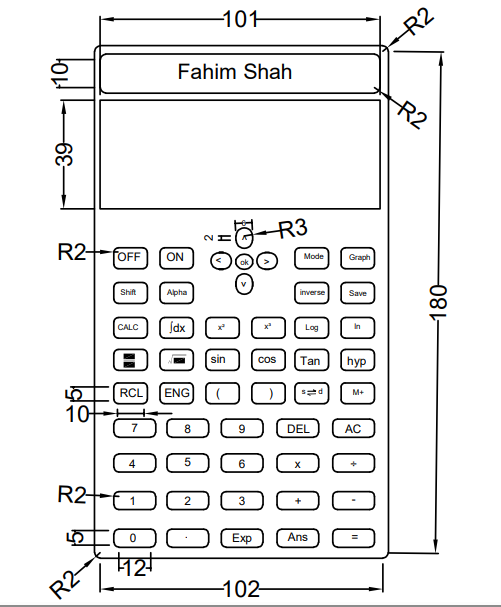 101
R2
10
Fahim Shah
R2
39
6
2
R3
R2
OFF ON < ^ ok > v Mode Graph
Shift Alpha inverse Save
180
CALC ∫dx x² x³ Log ln
√ sin cos Tan hyp
5
RCL ENG ( ) s⇌d M+
10
7 8 9 DEL AC
4 5 6 x ÷
R2
1 2 3 + -
5
0 . Exp Ans =
12
R2
102